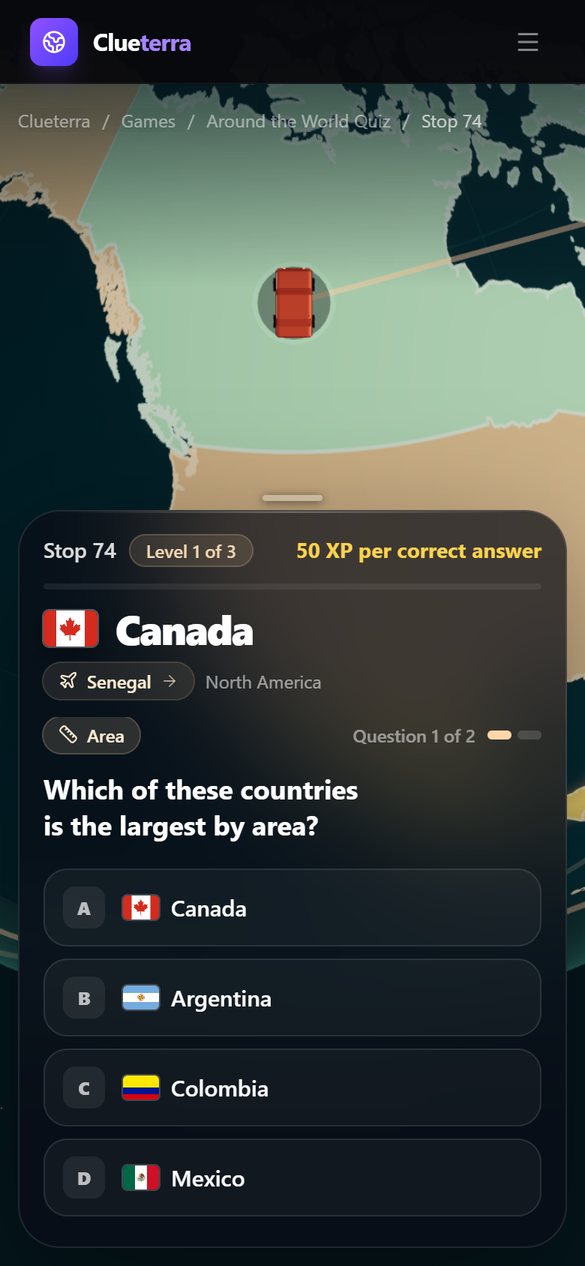 Clueterra
Clueterra / Games / Around the World Quiz / Stop 74
Stop 74 Level 1 of 3 50 XP per correct answer
Canada
Senegal → North America
Area Question 1 of 2
Which of these countries
is the largest by area?
A Canada
B Argentina
C Colombia
D Mexico